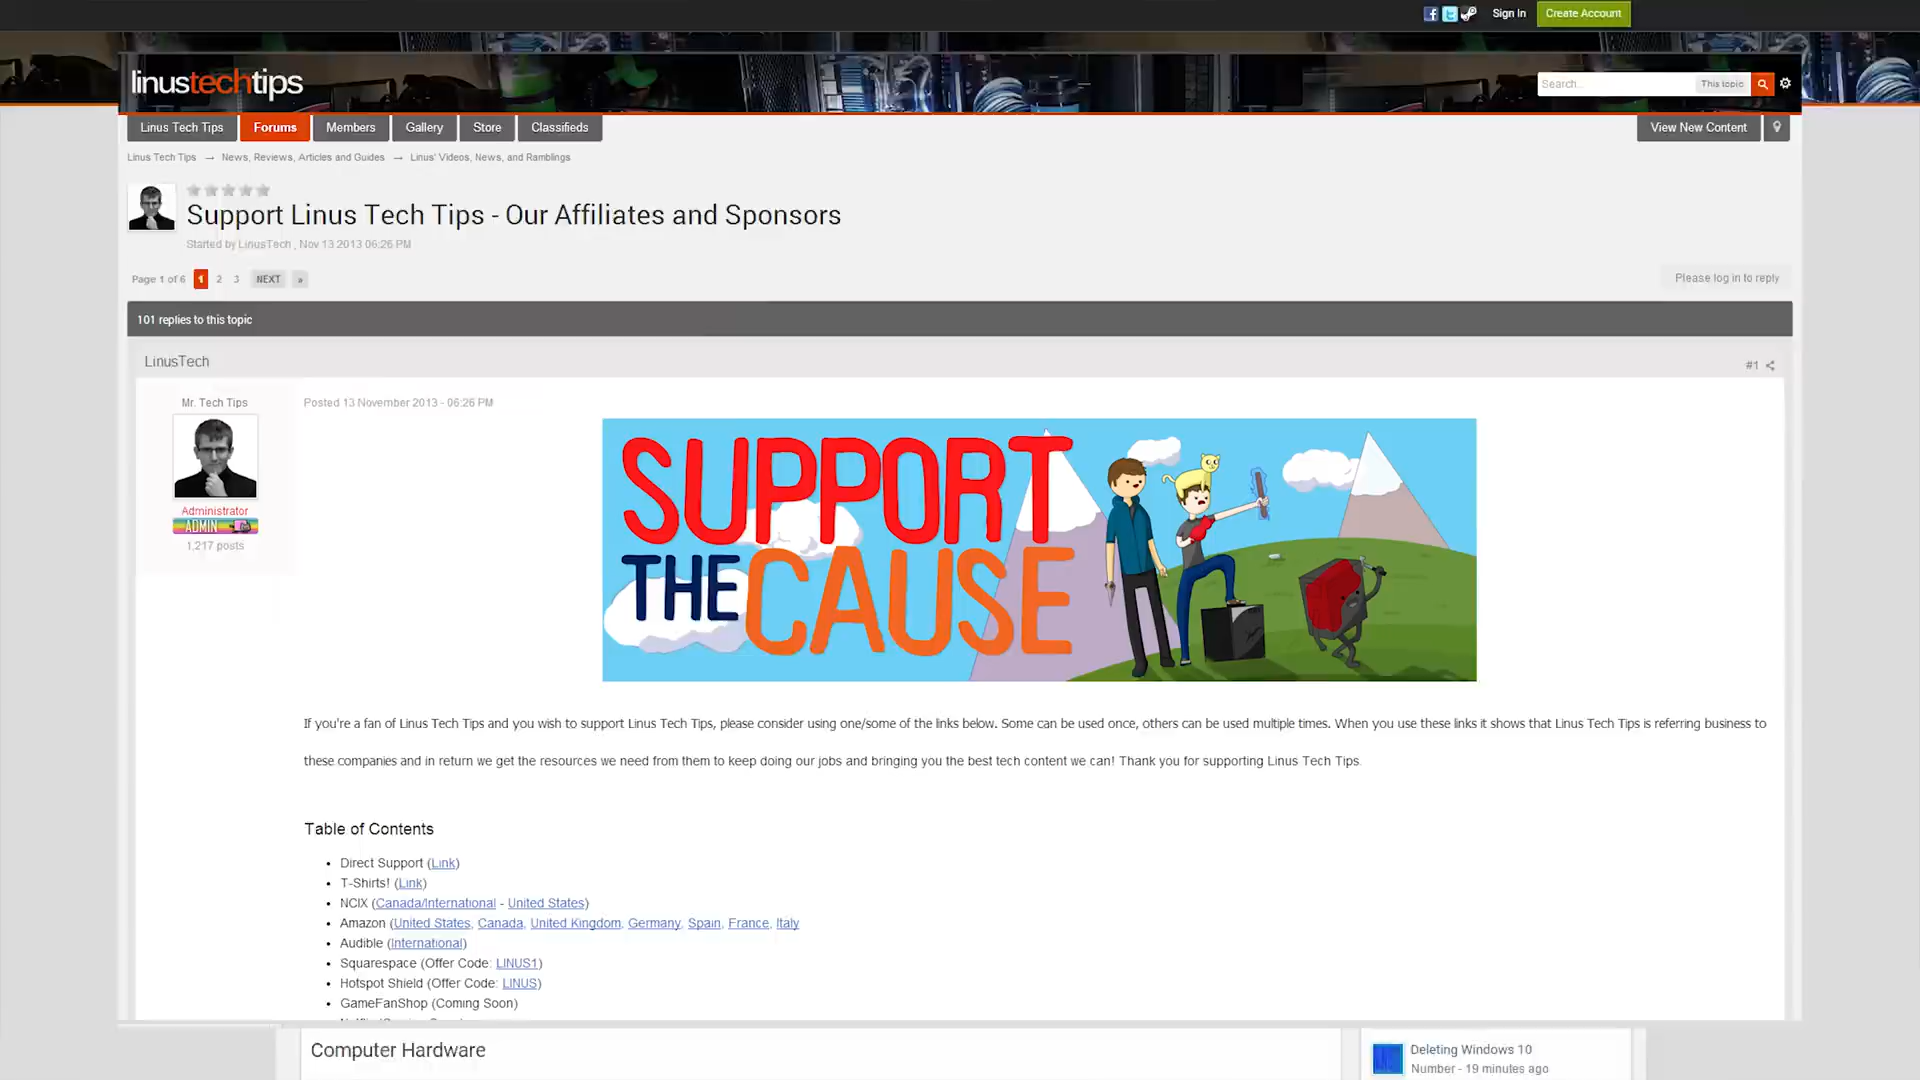 Sign In Create Account
linustechtips
Search... This topic
Linus Tech Tips Forums Members Gallery Store Classifieds View New Content
Linus Tech Tips → News, Reviews, Articles and Guides → Linus' Videos, News, and Ramblings
Support Linus Tech Tips - Our Affiliates and Sponsors
Started by LinusTech , Nov 13 2013 06:26 PM
Page 1 of 6 1 2 3 NEXT »
Please log in to reply
101 replies to this topic
LinusTech
#1
Mr. Tech Tips
Administrator
ADMIN
1,217 posts
Posted 13 November 2013 - 06:26 PM
SUPPORT
THE CAUSE
If you're a fan of Linus Tech Tips and you wish to support Linus Tech Tips, please consider using one/some of the links below. Some can be used once, others can be used multiple times. When you use these links it shows that Linus Tech Tips is referring business to
these companies and in return we get the resources we need from them to keep doing our jobs and bringing you the best tech content we can! Thank you for supporting Linus Tech Tips.
Table of Contents
• Direct Support (Link)
• T-Shirts! (Link)
• NCIX (Canada/International - United States)
• Amazon (United States, Canada, United Kingdom, Germany, Spain, France, Italy
• Audible (International)
• Squarespace (Offer Code: LINUS1)
• Hotspot Shield (Offer Code: LINUS)
• GameFanShop (Coming Soon)
Computer Hardware
Deleting Windows 10
Number - 19 minutes ago